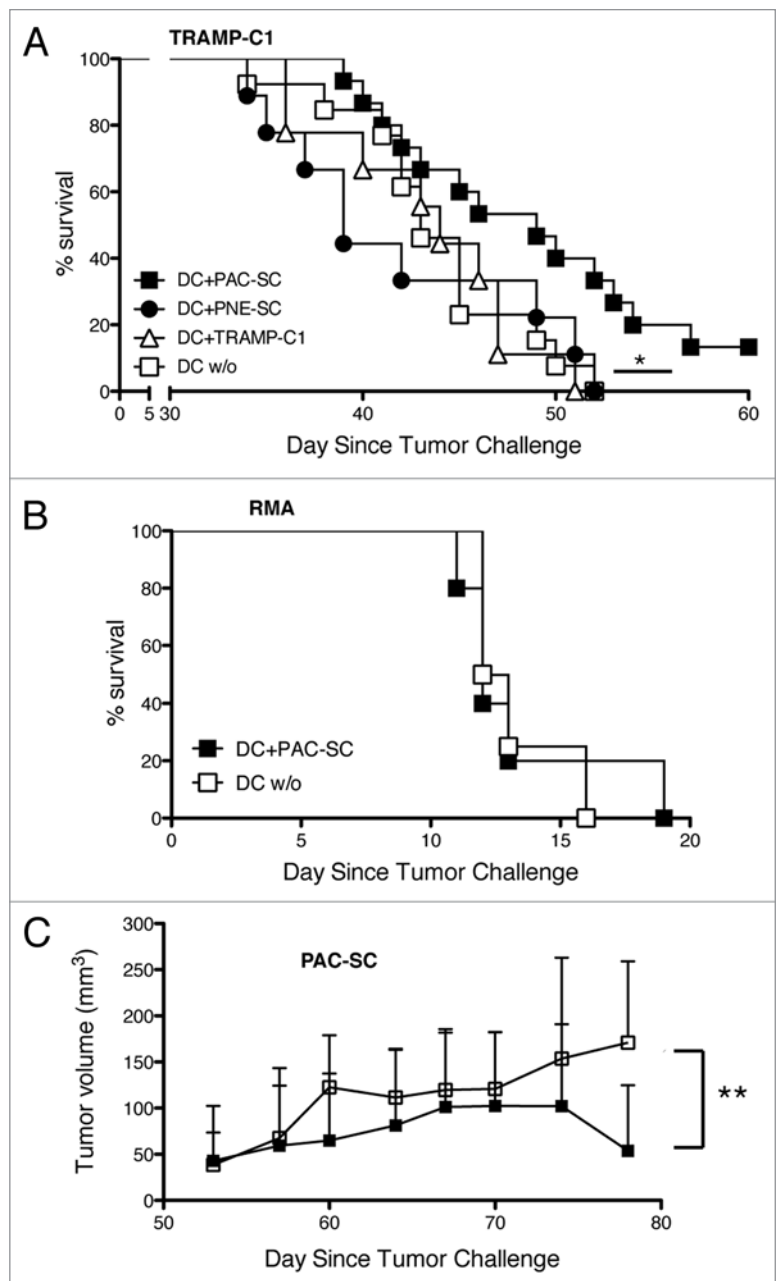 A
TRAMP-C1
100
80
60
40
20
0
% survival
DC+PAC-SC
DC+PNE-SC
DC+TRAMP-C1
DC w/o
*
0 5 30 40 50 60
Day Since Tumor Challenge
B
RMA
100
80
60
40
20
0
% survival
DC+PAC-SC
DC w/o
0 5 10 15 20
Day Since Tumor Challenge
C
PAC-SC
300
250
200
150
100
50
0
Tumor volume (mm³)
**
50 60 70 80
Day Since Tumor Challenge